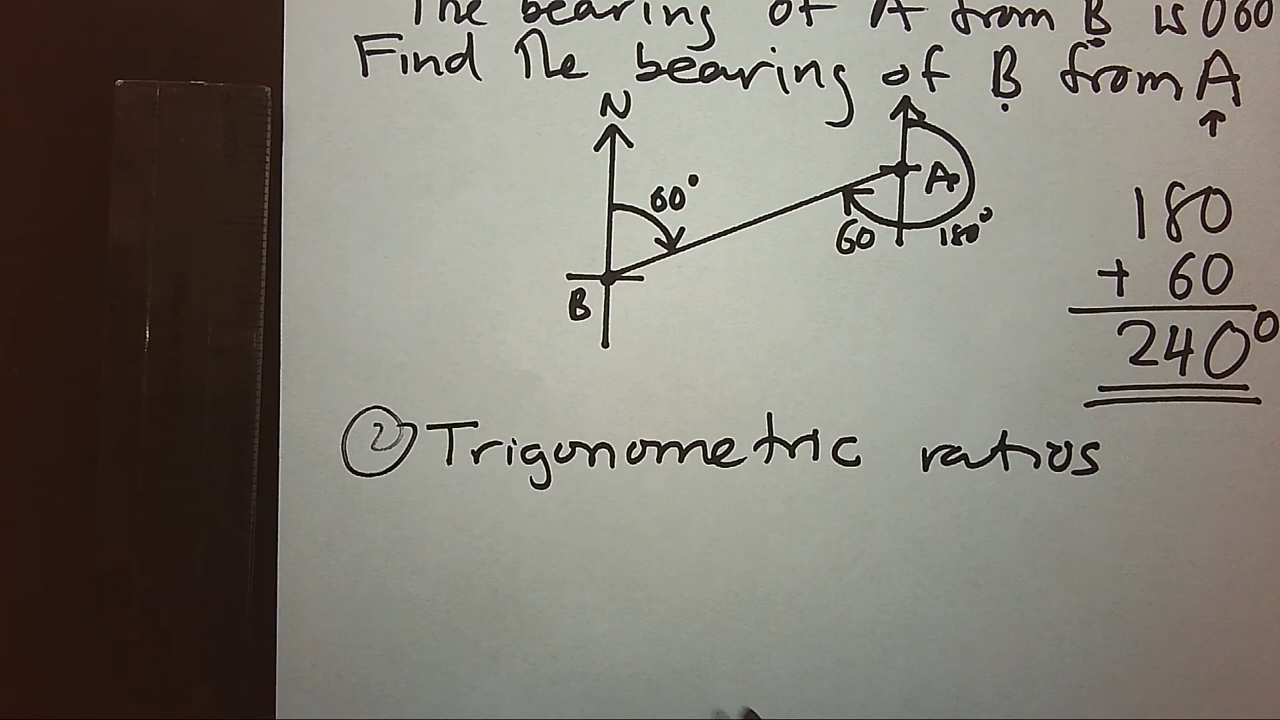 The bearing of A from B is 060
Find The bearing of B from A
N
60°
A
60
180°
B
180
+ 60
240°
2 Trigonometric ratios